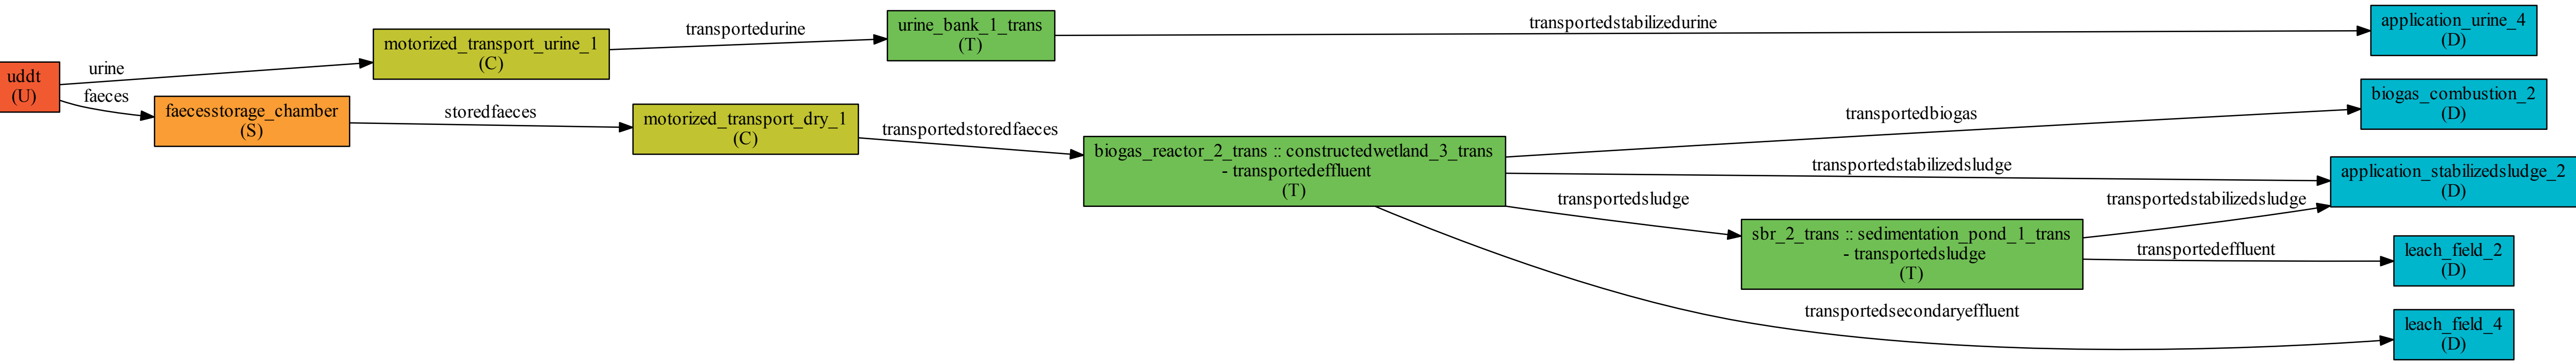 uddt
(U)
urine
faeces
motorized_transport_urine_1
(C)
faecesstorage_chamber
(S)
transportedurine
storedfaeces
motorized_transport_dry_1
(C)
urine_bank_1_trans
(T)
transportedstoredfaeces
biogas_reactor_2_trans :: constructedwetland_3_trans
- transportedeffluent
(T)
transportedstabilizedurine
transportedbiogas
transportedstabilizedsludge
transportedsludge
sbr_2_trans :: sedimentation_pond_1_trans
- transportedsludge
(T)
transportedsecondaryeffluent
transportedstabilizedsludge
transportedeffluent
application_urine_4
(D)
biogas_combustion_2
(D)
application_stabilizedsludge_2
(D)
leach_field_2
(D)
leach_field_4
(D)